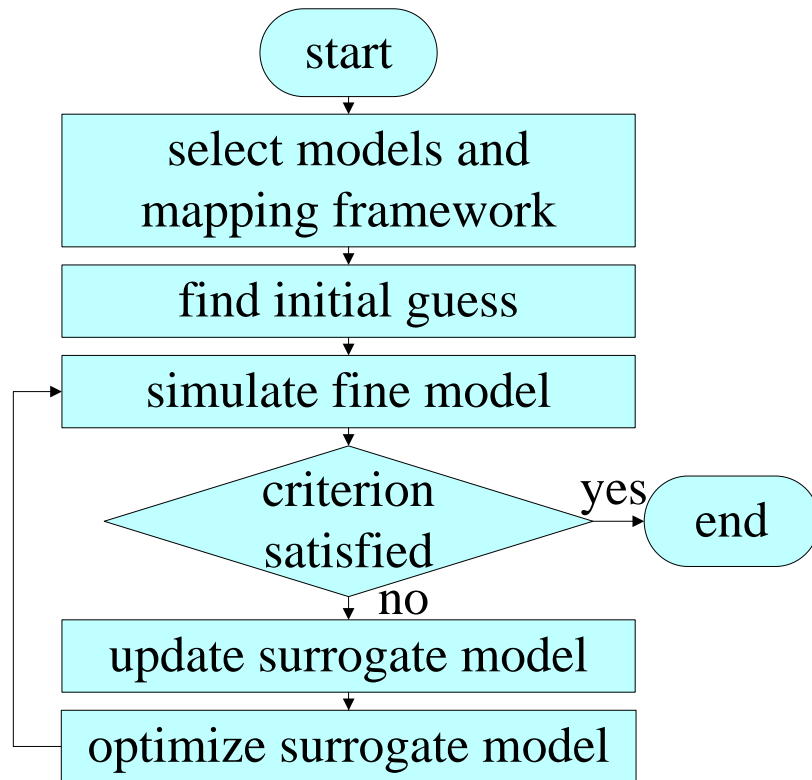 start
select models and
mapping framework
find initial guess
simulate fine model
criterion
satisfied
yes
end
no
update surrogate model
optimize surrogate model